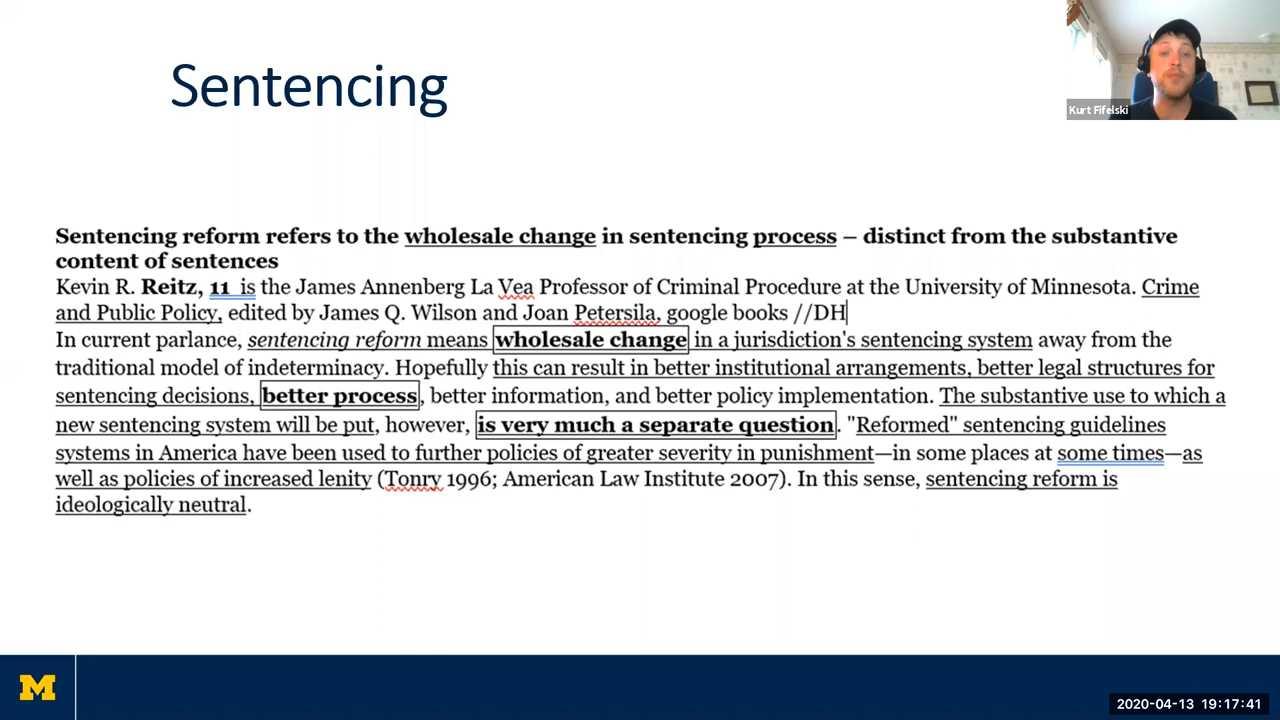 Sentencing
Kurt Fifelski
Sentencing reform refers to the wholesale change in sentencing process – distinct from the substantive
content of sentences
Kevin R. Reitz, 11 is the James Annenberg La Vea Professor of Criminal Procedure at the University of Minnesota. Crime
and Public Policy, edited by James Q. Wilson and Joan Petersila, google books //DH
In current parlance, sentencing reform means wholesale change in a jurisdiction's sentencing system away from the
traditional model of indeterminacy. Hopefully this can result in better institutional arrangements, better legal structures for
sentencing decisions, better process, better information, and better policy implementation. The substantive use to which a
new sentencing system will be put, however, is very much a separate question. "Reformed" sentencing guidelines
systems in America have been used to further policies of greater severity in punishment—in some places at some times—as
well as policies of increased lenity (Tonry 1996; American Law Institute 2007). In this sense, sentencing reform is
ideologically neutral.
M
2020-04-13 19:17:41